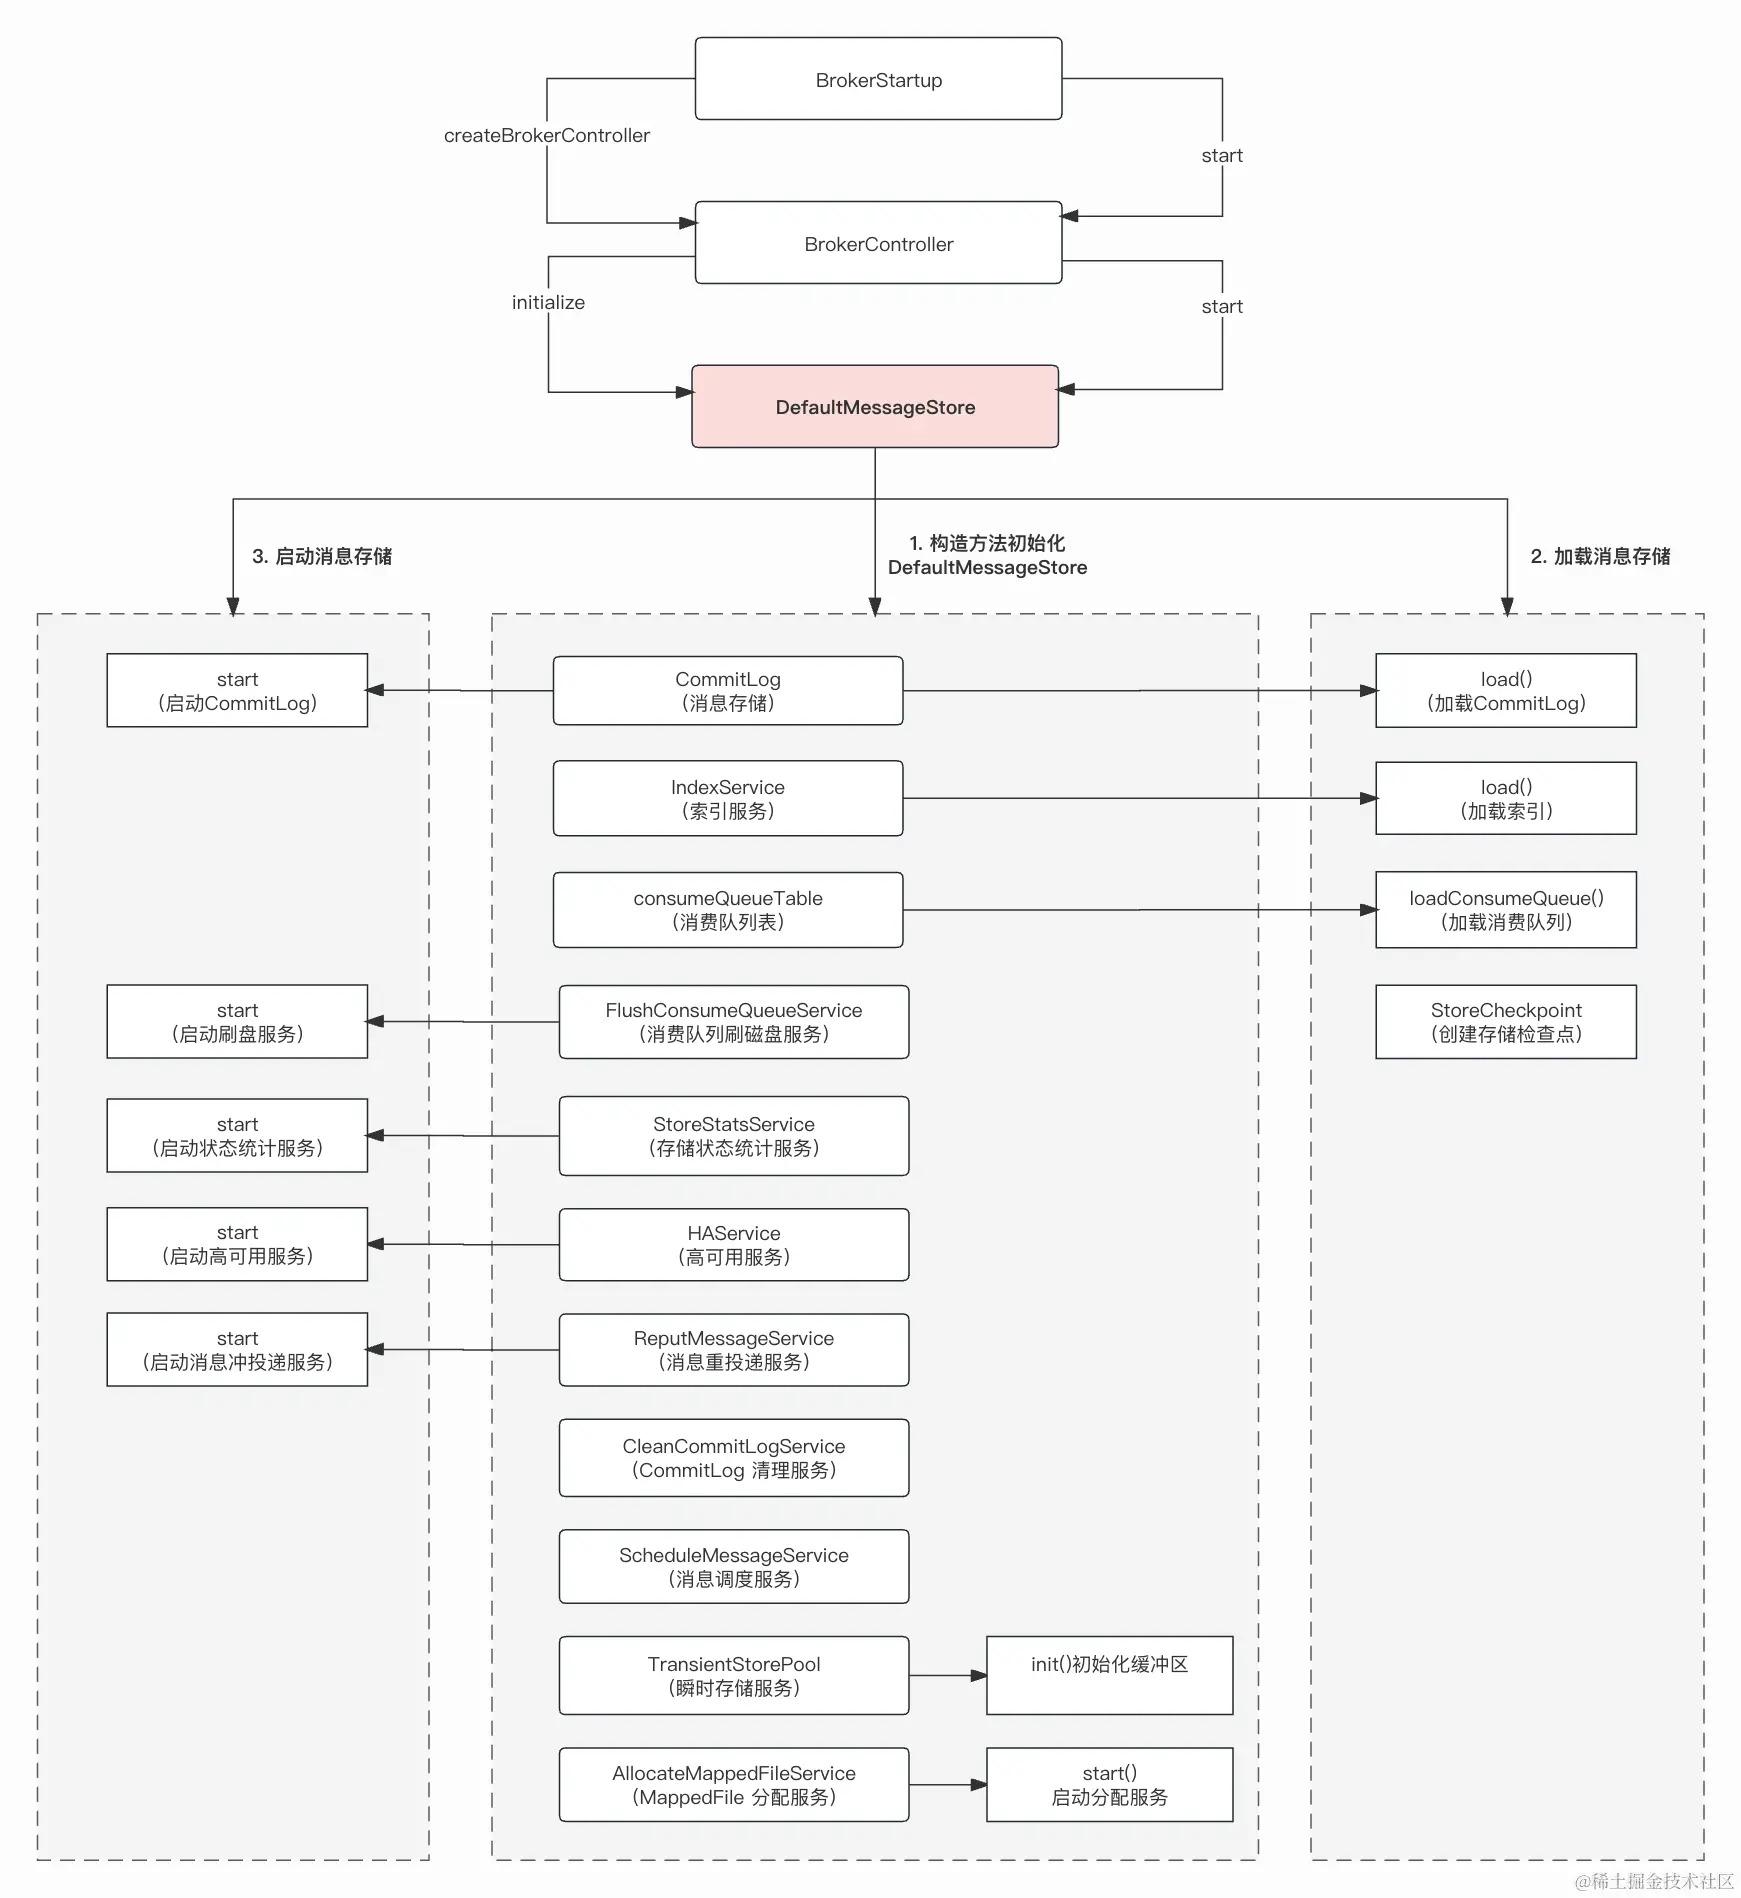 BrokerStartup
createBrokerController
start
BrokerController
initialize
start
DefaultMessageStore
3. 启动消息存储
1. 构造方法初始化
DefaultMessageStore
2. 加载消息存储
start
（启动CommitLog）
CommitLog
（消息存储）
load()
（加载CommitLog）
IndexService
（索引服务）
load()
（加载索引）
consumeQueueTable
（消费队列表）
loadConsumeQueue()
（加载消费队列）
start
（启动刷盘服务）
FlushConsumeQueueService
（消费队列刷磁盘服务）
StoreCheckpoint
（创建存储检查点）
start
（启动状态统计服务）
StoreStatsService
（存储状态统计服务）
start
（启动高可用服务）
HAService
（高可用服务）
start
（启动消息冲投递服务）
ReputMessageService
（消息重投递服务）
CleanCommitLogService
（CommitLog 清理服务）
ScheduleMessageService
（消息调度服务）
TransientStorePool
（瞬时存储服务）
init()初始化缓冲区
AllocateMappedFileService
（MappedFile 分配服务）
start()
启动分配服务
@稀土掘金技术社区